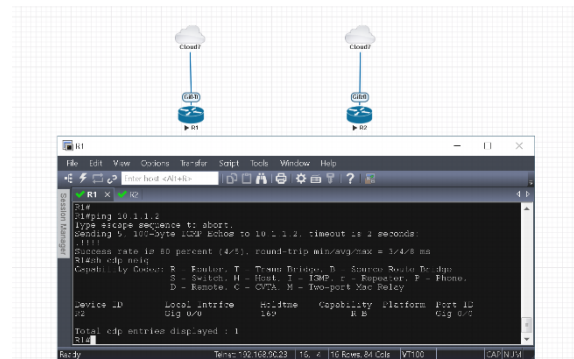 Cloud7
Cloud7
Gi0/0
Gi0/0
R1
R2
R1
File Edit View Options Transfer Script Tools Window Help
Enter host <Alt+R>
Session Manager
R1
R2
R1#
R1#ping 10.1.1.2
Type escape sequence to abort.
Sending 5, 100-byte ICMP Echos to 10.1.1.2, timeout is 2 seconds:
.!!!!
Success rate is 80 percent (4/5), round-trip min/avg/max = 3/4/8 ms
R1#sh cdp neig
Capability Codes: R - Router, T - Trans Bridge, B - Source Route Bridge
S - Switch, H - Host, I - IGMP, r - Repeater, P - Phone,
D - Remote, C - CVTA, M - Two-port Mac Relay
Device ID Local Intrfce Holdtme Capability Platform Port ID
R2 Gig 0/0 169 R B Gig 0/0
Total cdp entries displayed : 1
R1#
Ready
Telnet: 192.168.90.23 16, 4 16 Rows, 84 Cols VT100 CAP NUM